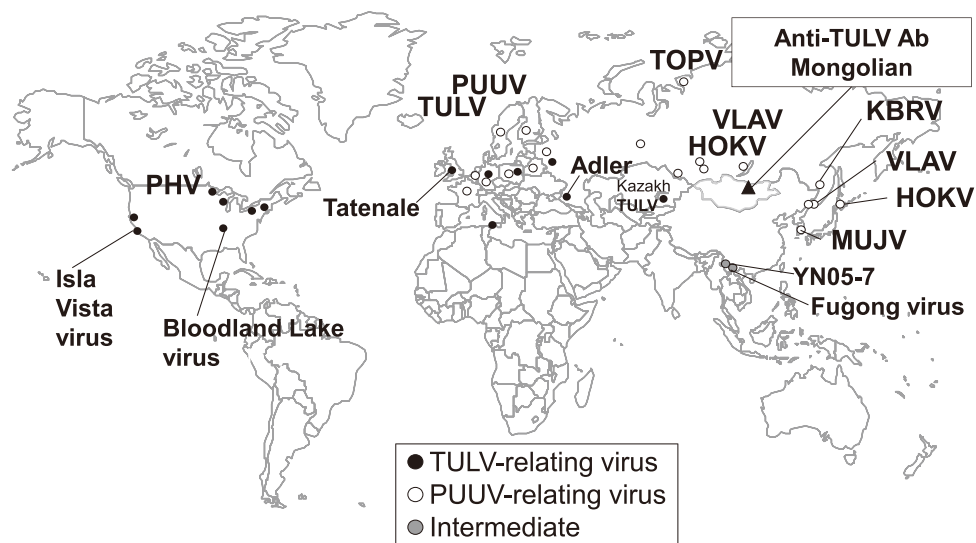 Anti-TULV Ab
Mongolian
TOPV
PUUV
TULV
KBRV
VLAV
HOKV
VLAV
Adler
PHV
Kazakh
TULV
HOKV
Tatenale
MUJV
YN05-7
Isla
Vista
virus
Fugong virus
Bloodland Lake
virus
TULV-relating virus
PUUV-relating virus
Intermediate